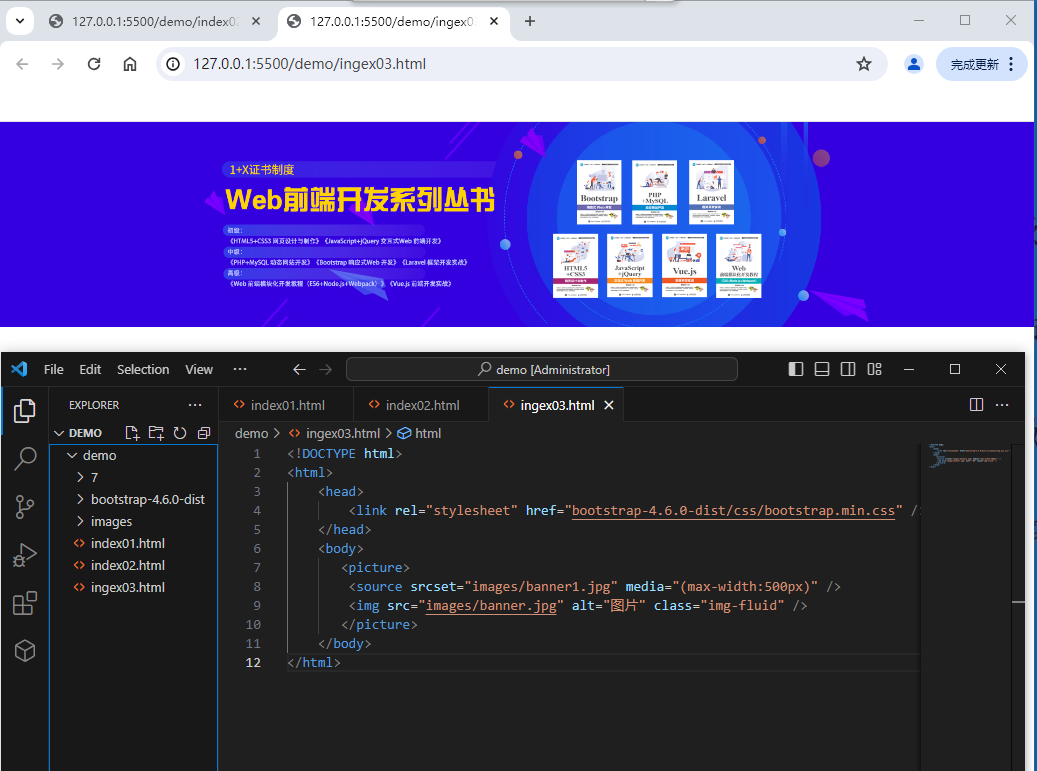 127.0.0.1:5500/demo/index02
127.0.0.1:5500/demo/ingex0
127.0.0.1:5500/demo/ingex03.html
完成更新
1+X证书制度
Web前端开发系列丛书
初级:
《HTML5+CSS3 网页设计与制作》《JavaScript+jQuery 交互式Web 前端开发》
中级:
《PHP+MySQL 动态网站开发》《Bootstrap 响应式Web 开发》《Laravel 框架开发实战》
高级:
《Web 前端模块化开发教程(ES6+Node.js+Webpack)》《Vue.js 前端开发实战》
Bootstrap
PHP
+MySQL
Laravel
HTML5
+CSS3
JavaScript
+jQuery
Vue.js
Web
前端模块化开发教程
File Edit Selection View ··· demo [Administrator]
EXPLORER ···
index01.html
index02.html
ingex03.html
DEMO
demo > ingex03.html > html
demo
7
bootstrap-4.6.0-dist
images
index01.html
index02.html
ingex03.html
1 <!DOCTYPE html>
2 <html>
3 <head>
4 <link rel="stylesheet" href="bootstrap-4.6.0-dist/css/bootstrap.min.css" /
5 </head>
6 <body>
7 <picture>
8 <source srcset="images/banner1.jpg" media="(max-width:500px)" />
9 <img src="images/banner.jpg" alt="图片" class="img-fluid" />
10 </picture>
11 </body>
12 </html>